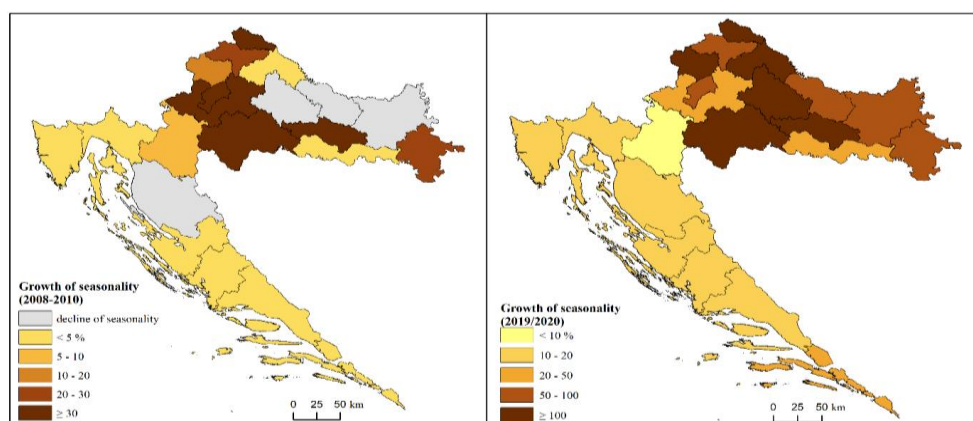 Growth of seasonality
(2008-2010)
decline of seasonality
< 5 %
5 - 10
10 - 20
20 - 30
≥ 30
0 25 50 km
Growth of seasonality
(2019/2020)
< 10 %
10 - 20
20 - 50
50 - 100
≥ 100
0 25 50 km